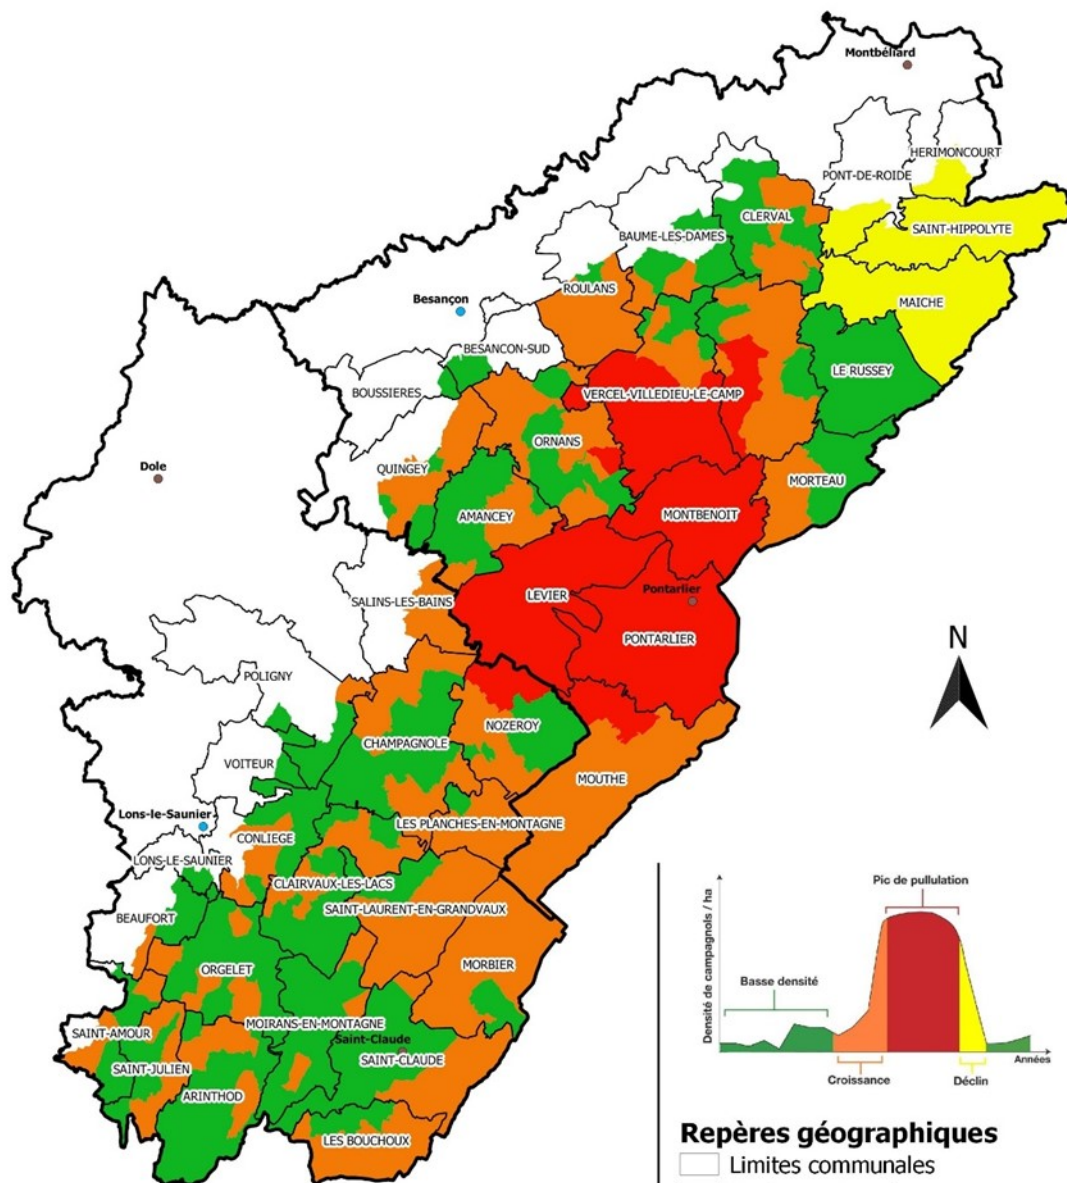 Montbéliard
HERIMONCOURT
PONT-DE-ROIDE
CLERVAL
SAINT-HIPPOLYTE
BAUME-LES-DAMES
ROULANS
MAICHE
Besançon
BESANCON-SUD
LE RUSSEY
BOUSSIERES
VERCEL-VILLEDIEU-LE-CAMP
ORNANS
Dole
QUINGEY
MORTEAU
AMANCEY
MONTBENOIT
SALINS-LES-BAINS
LEVIER
Pontarlier
PONTARLIER
N
POLIGNY
NOZEROY
CHAMPAGNOLE
VOITEUR
MOUTHE
Lons-le-Saunier
LES PLANCHES-EN-MONTAGNE
CONLIEGE
LONS-LE-SAUNIER
CLAIRVAUX-LES-LACS
SAINT-LAURENT-EN-GRANDVAUX
BEAUFORT
MORBIER
ORGELET
MOIRANS-EN-MONTAGNE
SAINT-AMOUR
Saint-Claude
SAINT-CLAUDE
SAINT-JULIEN
ARINTHOD
LES BOUCHOUX
Densité de campagnols / ha
Pic de pullulation
Basse densité
Années
Croissance
Déclin
Repères géographiques
Limites communales